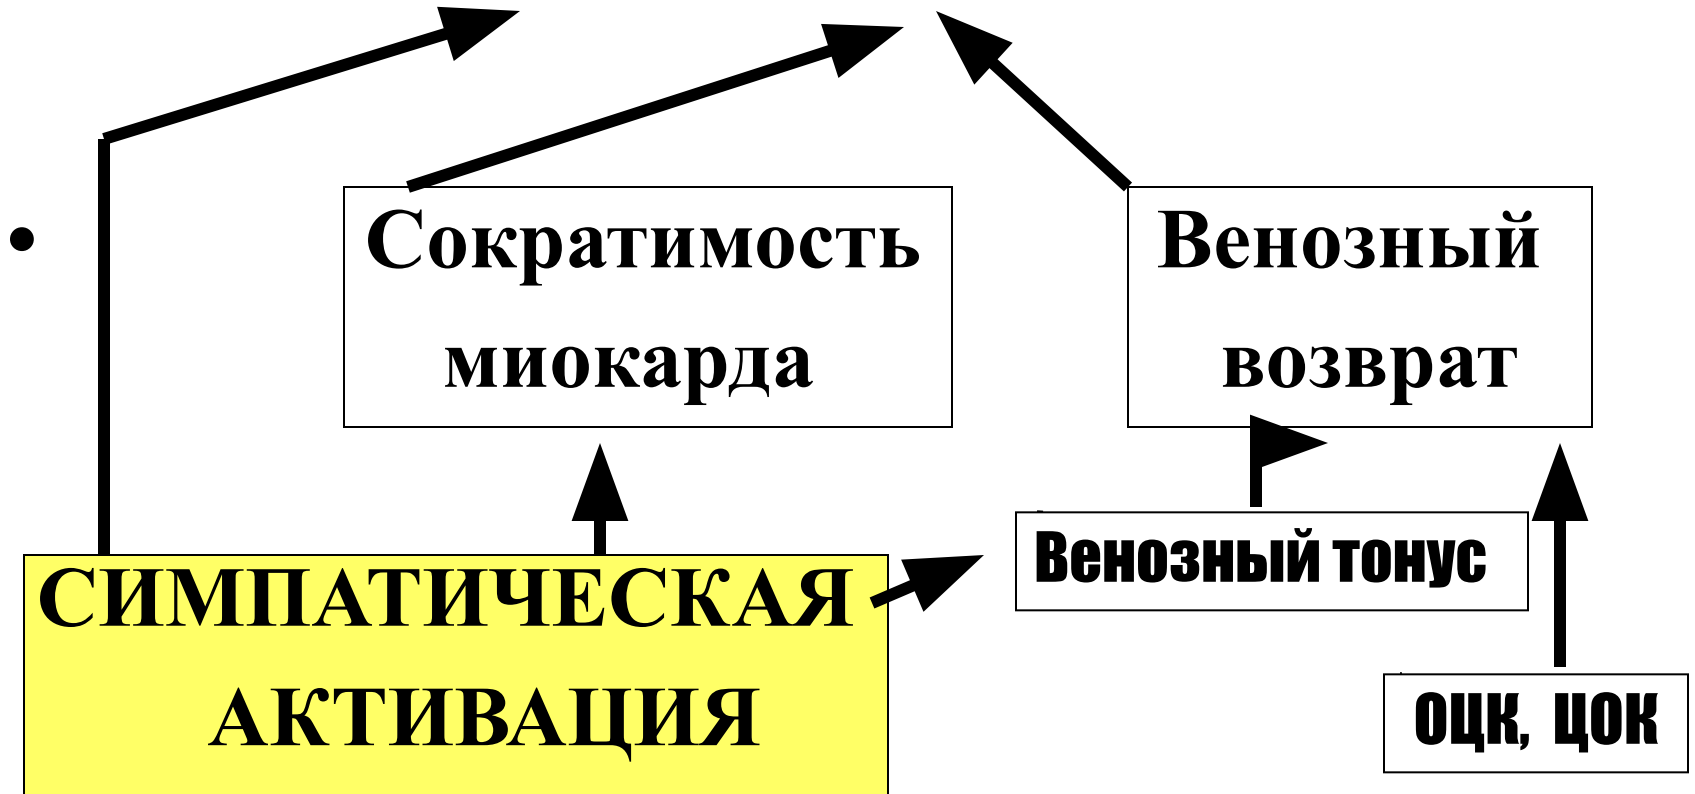 Сократимость
миокарда
Венозный
возврат
Венозный тонус
СИМПАТИЧЕСКАЯ
АКТИВАЦИЯ
ОЦК, ЦОК